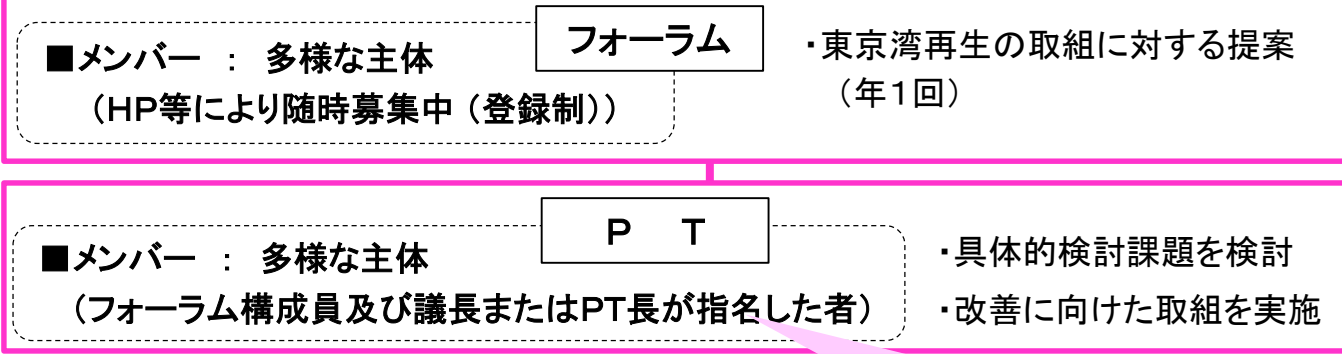 フォーラム
■メンバー ： 多様な主体
（HP等により随時募集中（登録制））
・東京湾再生の取組に対する提案
（年１回）
Ｐ Ｔ
■メンバー ： 多様な主体
（フォーラム構成員及び議長またはPT長が指名した者）
・具体的検討課題を検討
・改善に向けた取組を実施